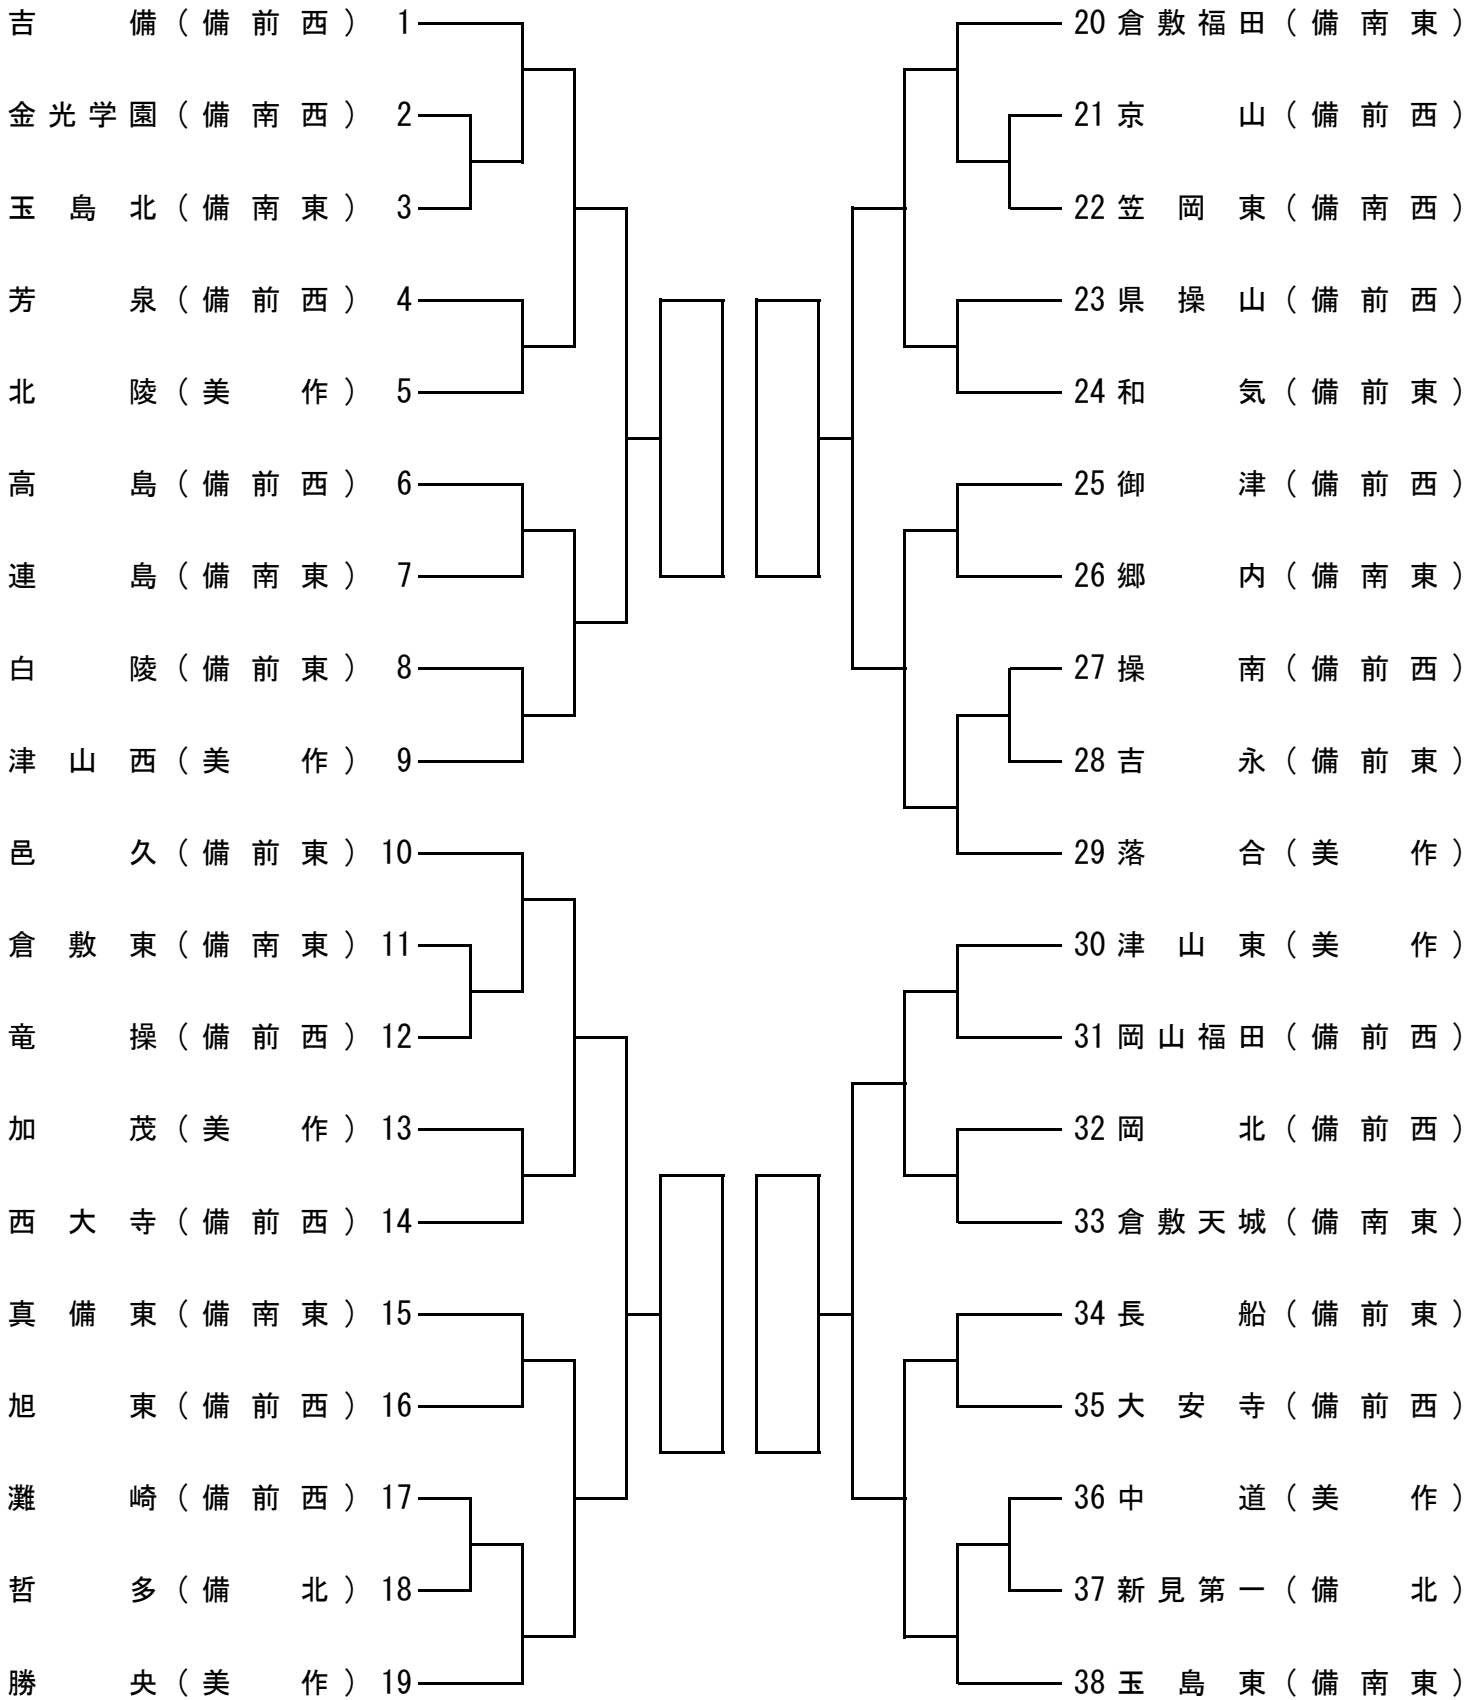 吉備（備前西） 1
金光学園（備南西） 2
玉島北（備南東） 3
芳泉（備前西） 4
北陵（美作） 5
高島（備前西） 6
連島（備南東） 7
白陵（備前東） 8
津山西（美作） 9
邑久（備前東） 10
倉敷東（備南東） 11
竜操（備前西） 12
加茂（美作） 13
西大寺（備前西） 14
真備東（備南東） 15
旭東（備前西） 16
灘崎（備前西） 17
哲多（備北） 18
勝央（美作） 19
20 倉敷福田（備南東）
21 京山（備前西）
22 笠岡東（備南西）
23 県操山（備前西）
24 和気（備前東）
25 御津（備前西）
26 郷内（備南東）
27 操南（備前西）
28 吉永（備前東）
29 落合（美作）
30 津山東（美作）
31 岡山福田（備前西）
32 岡北（備前西）
33 倉敷天城（備南東）
34 長船（備前東）
35 大安寺（備前西）
36 中道（美作）
37 新見第一（備北）
38 玉島東（備南東）